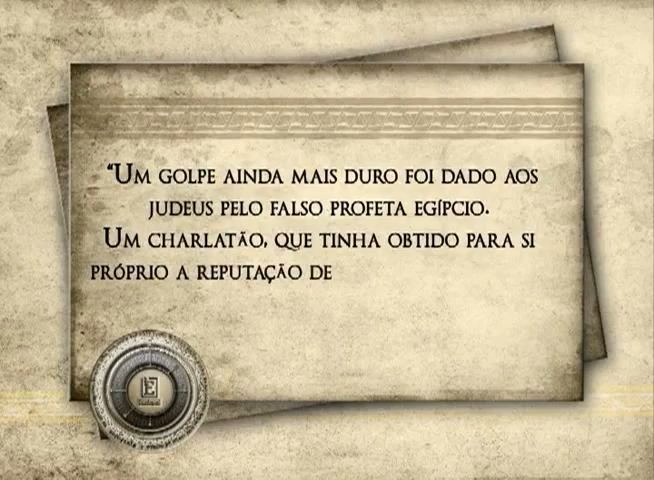 “Um golpe ainda mais duro foi dado aos
judeus pelo falso profeta egípcio.
Um charlatão, que tinha obtido para si
próprio a reputação de
E